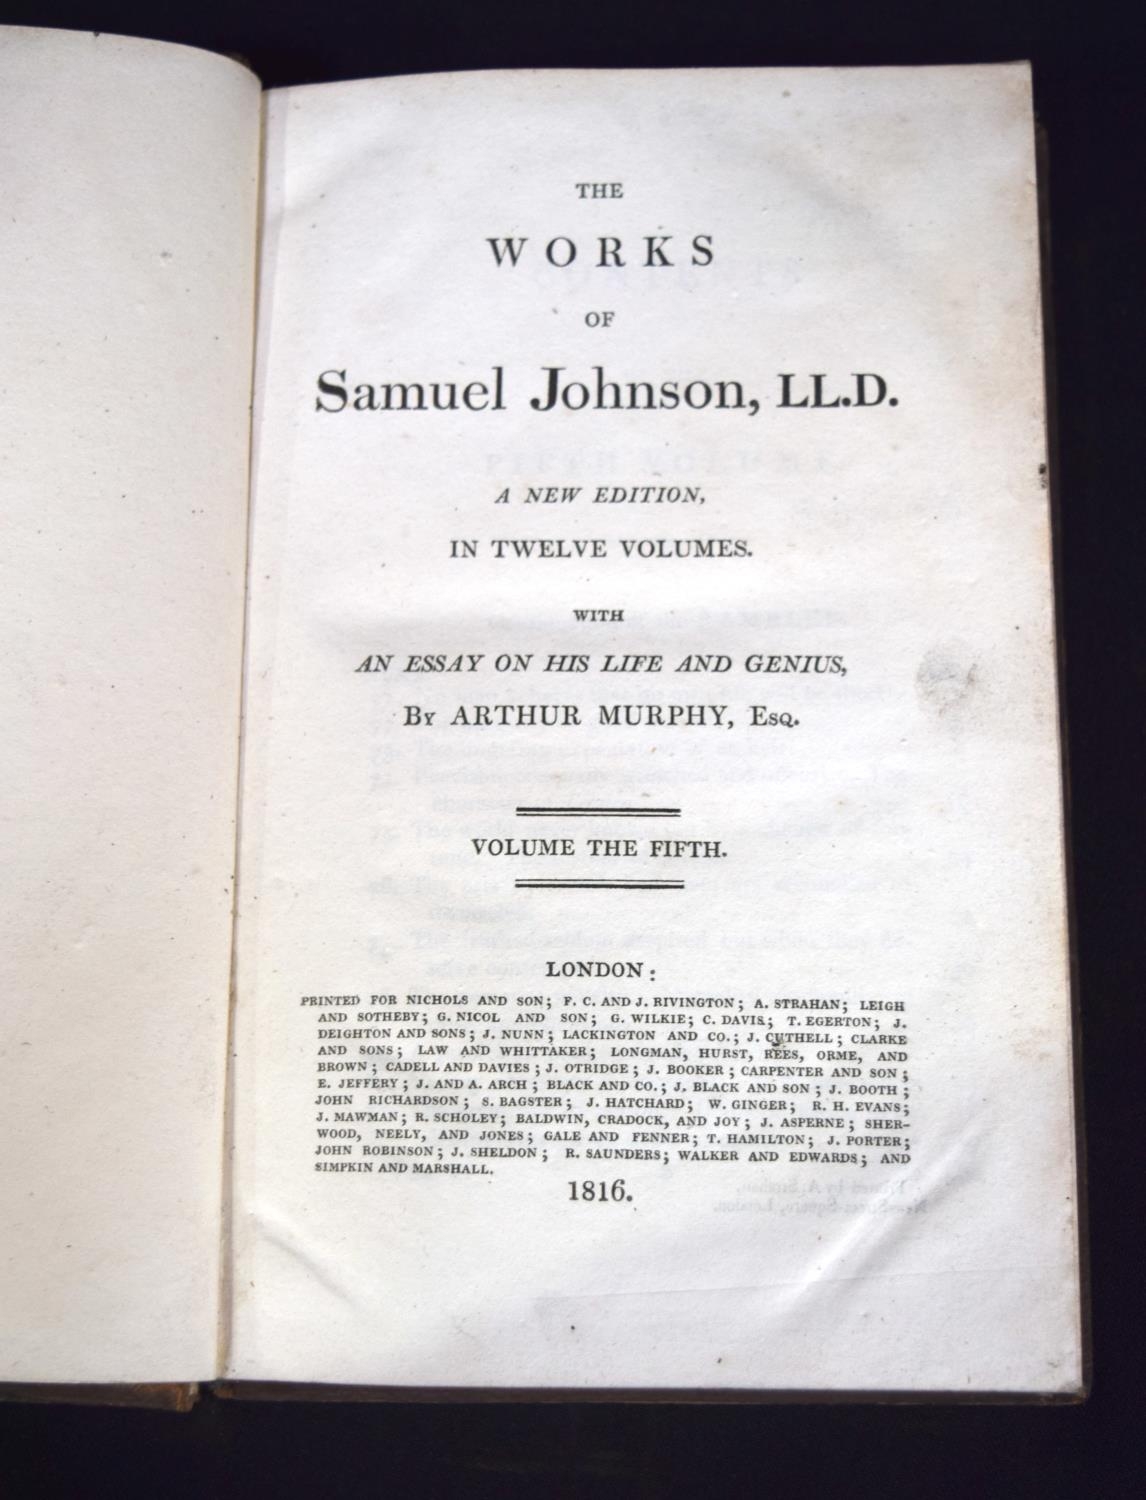 THE
WORKS
OF
Samuel Johnson, LL.D.
A NEW EDITION,
IN TWELVE VOLUMES.
WITH
AN ESSAY ON HIS LIFE AND GENIUS,
By ARTHUR MURPHY, Esq.
VOLUME THE FIFTH.
LONDON:
PRINTED FOR NICHOLS AND SON; F. C. AND J. RIVINGTON; A. STRAHAN; LEIGH
AND SOTHEBY; G. NICOL AND SON; G. WILKIE; C. DAVIS; T. EGERTON; J.
DEIGHTON AND SONS; J. NUNN; LACKINGTON AND CO.; J. CUTHELL; CLARKE
AND SONS; LAW AND WHITTAKER; LONGMAN, HURST, REES, ORME, AND
BROWN; CADELL AND DAVIES; J. OTRIDGE; J. BOOKER; CARPENTER AND SON;
E. JEFFERY; J. AND A. ARCH; BLACK AND CO.; J. BLACK AND SON; J. BOOTH;
JOHN RICHARDSON; S. BAGSTER; J. HATCHARD; W. GINGER; R. H. EVANS;
J. MAWMAN; R. SCHOLEY; BALDWIN, CRADOCK, AND JOY; J. ASPERNE; SHER-
WOOD, NEELY, AND JONES; GALE AND FENNER; T. HAMILTON; J. PORTER;
JOHN ROBINSON; J. SHELDON; R. SAUNDERS; WALKER AND EDWARDS; AND
SIMPKIN AND MARSHALL.
1816.